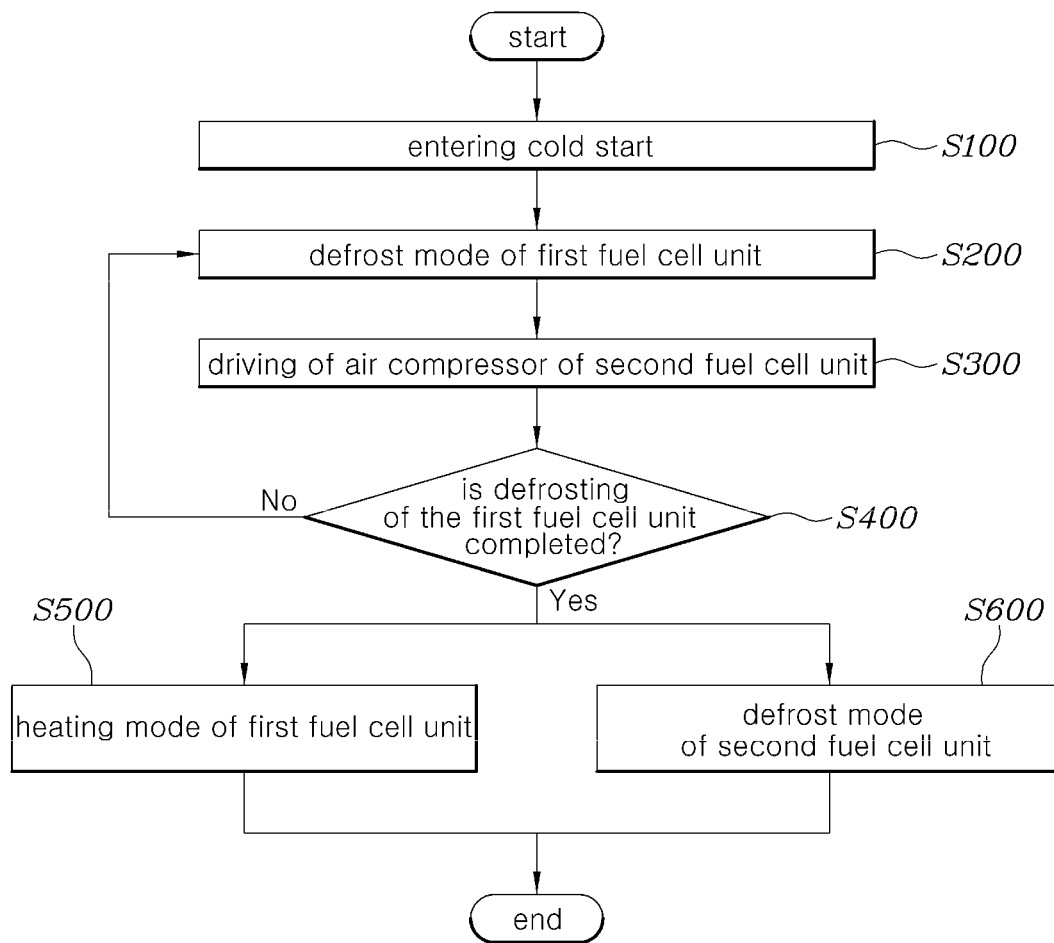 start
entering cold start
S100
defrost mode of first fuel cell unit
S200
driving of air compressor of second fuel cell unit
S300
is defrosting
of the first fuel cell unit
completed?
S400
No
Yes
S500
S600
heating mode of first fuel cell unit
defrost mode
of second fuel cell unit
end